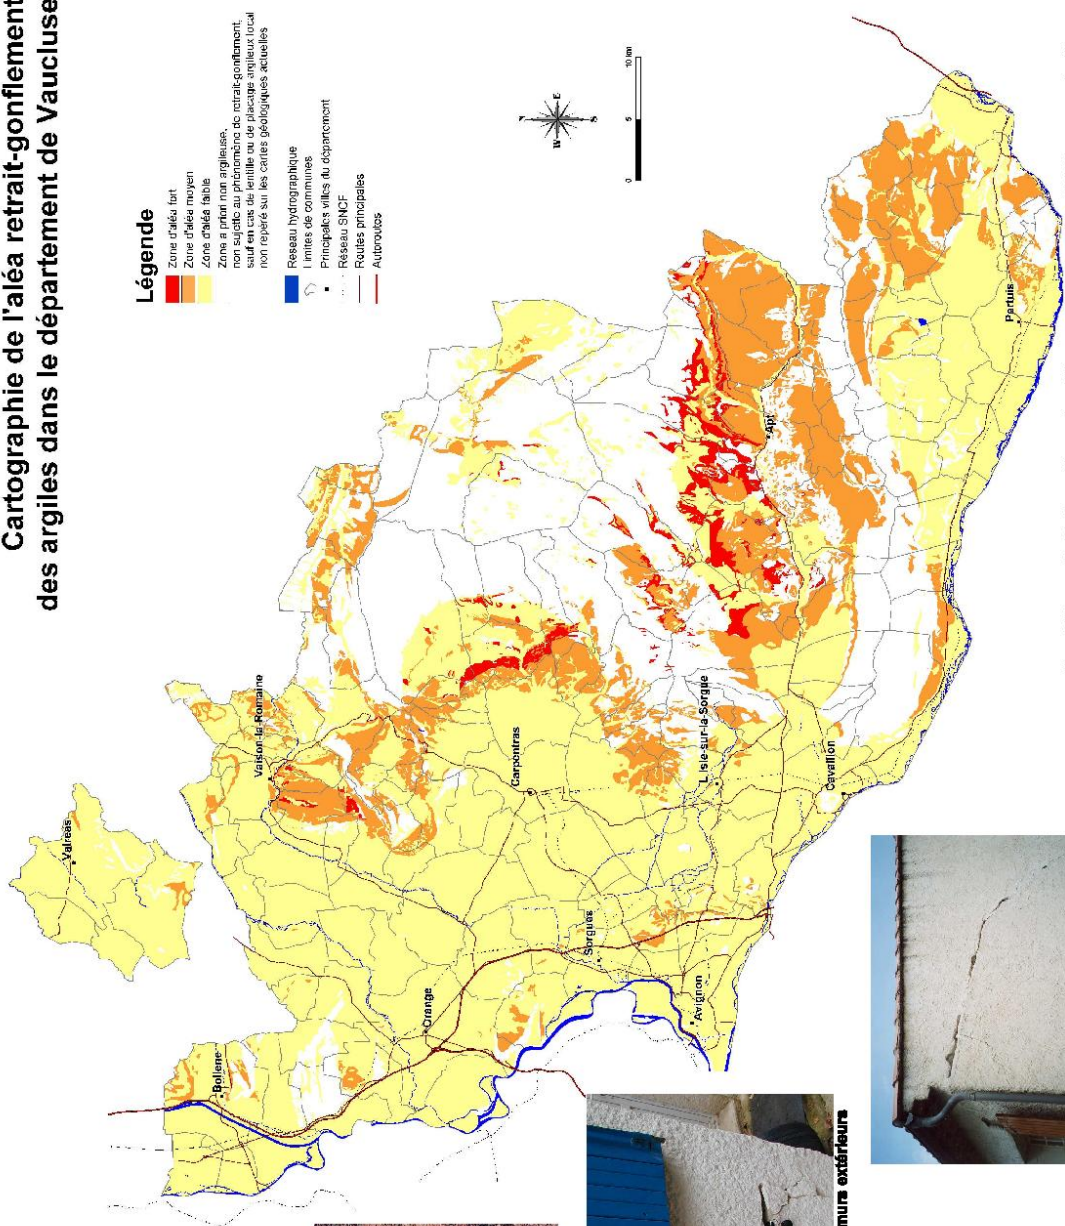 Cartographie de l'aléa retrait-gonflement
des argiles dans le département de Vaucluse
Légende
Zone d'aléa fort
Zone d'aléa moyen
Zone d'aléa faible
Zone a priori non argileuse,
non sujette au phénomène de retrait-gonflement,
sauf en cas de lentille ou de placage argileux local
non repéré sur les cartes géologiques actuelles
Réseau hydrographique
Limites de communes
Principales villes du département
Réseau SNCF
Routes principales
Autoroutes
E
S
W
0 5 10 km
Valréas
Vaison-la-Romaine
Bollène
Orange
Carpentras
Sorgues
Avignon
L'Isle-sur-la-Sorgue
Cavaillon
Apt
Pertuis
murs extérieurs